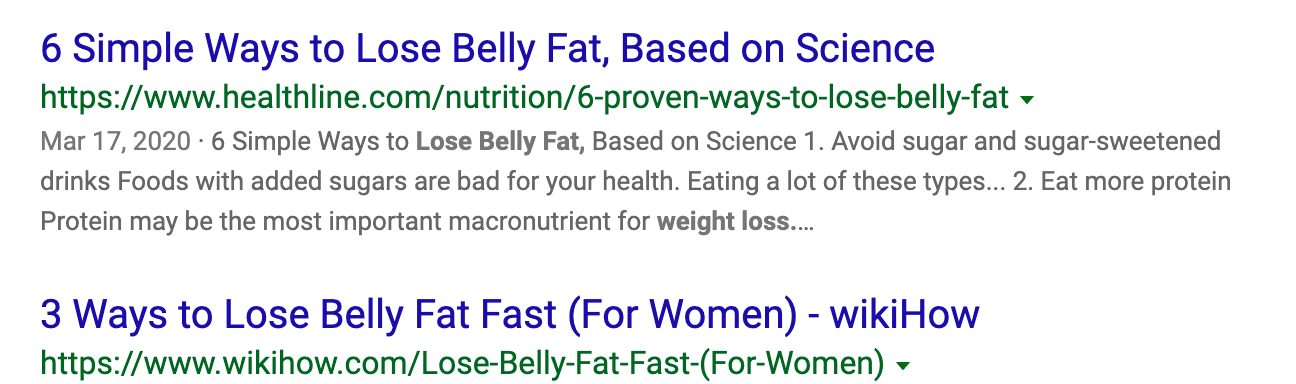 6 Simple Ways to Lose Belly Fat, Based on Science
https://www.healthline.com/nutrition/6-proven-ways-to-lose-belly-fat
Mar 17, 2020 · 6 Simple Ways to Lose Belly Fat, Based on Science 1. Avoid sugar and sugar-sweetened
drinks Foods with added sugars are bad for your health. Eating a lot of these types... 2. Eat more protein
Protein may be the most important macronutrient for weight loss.…
3 Ways to Lose Belly Fat Fast (For Women) - wikiHow
https://www.wikihow.com/Lose-Belly-Fat-Fast-(For-Women)